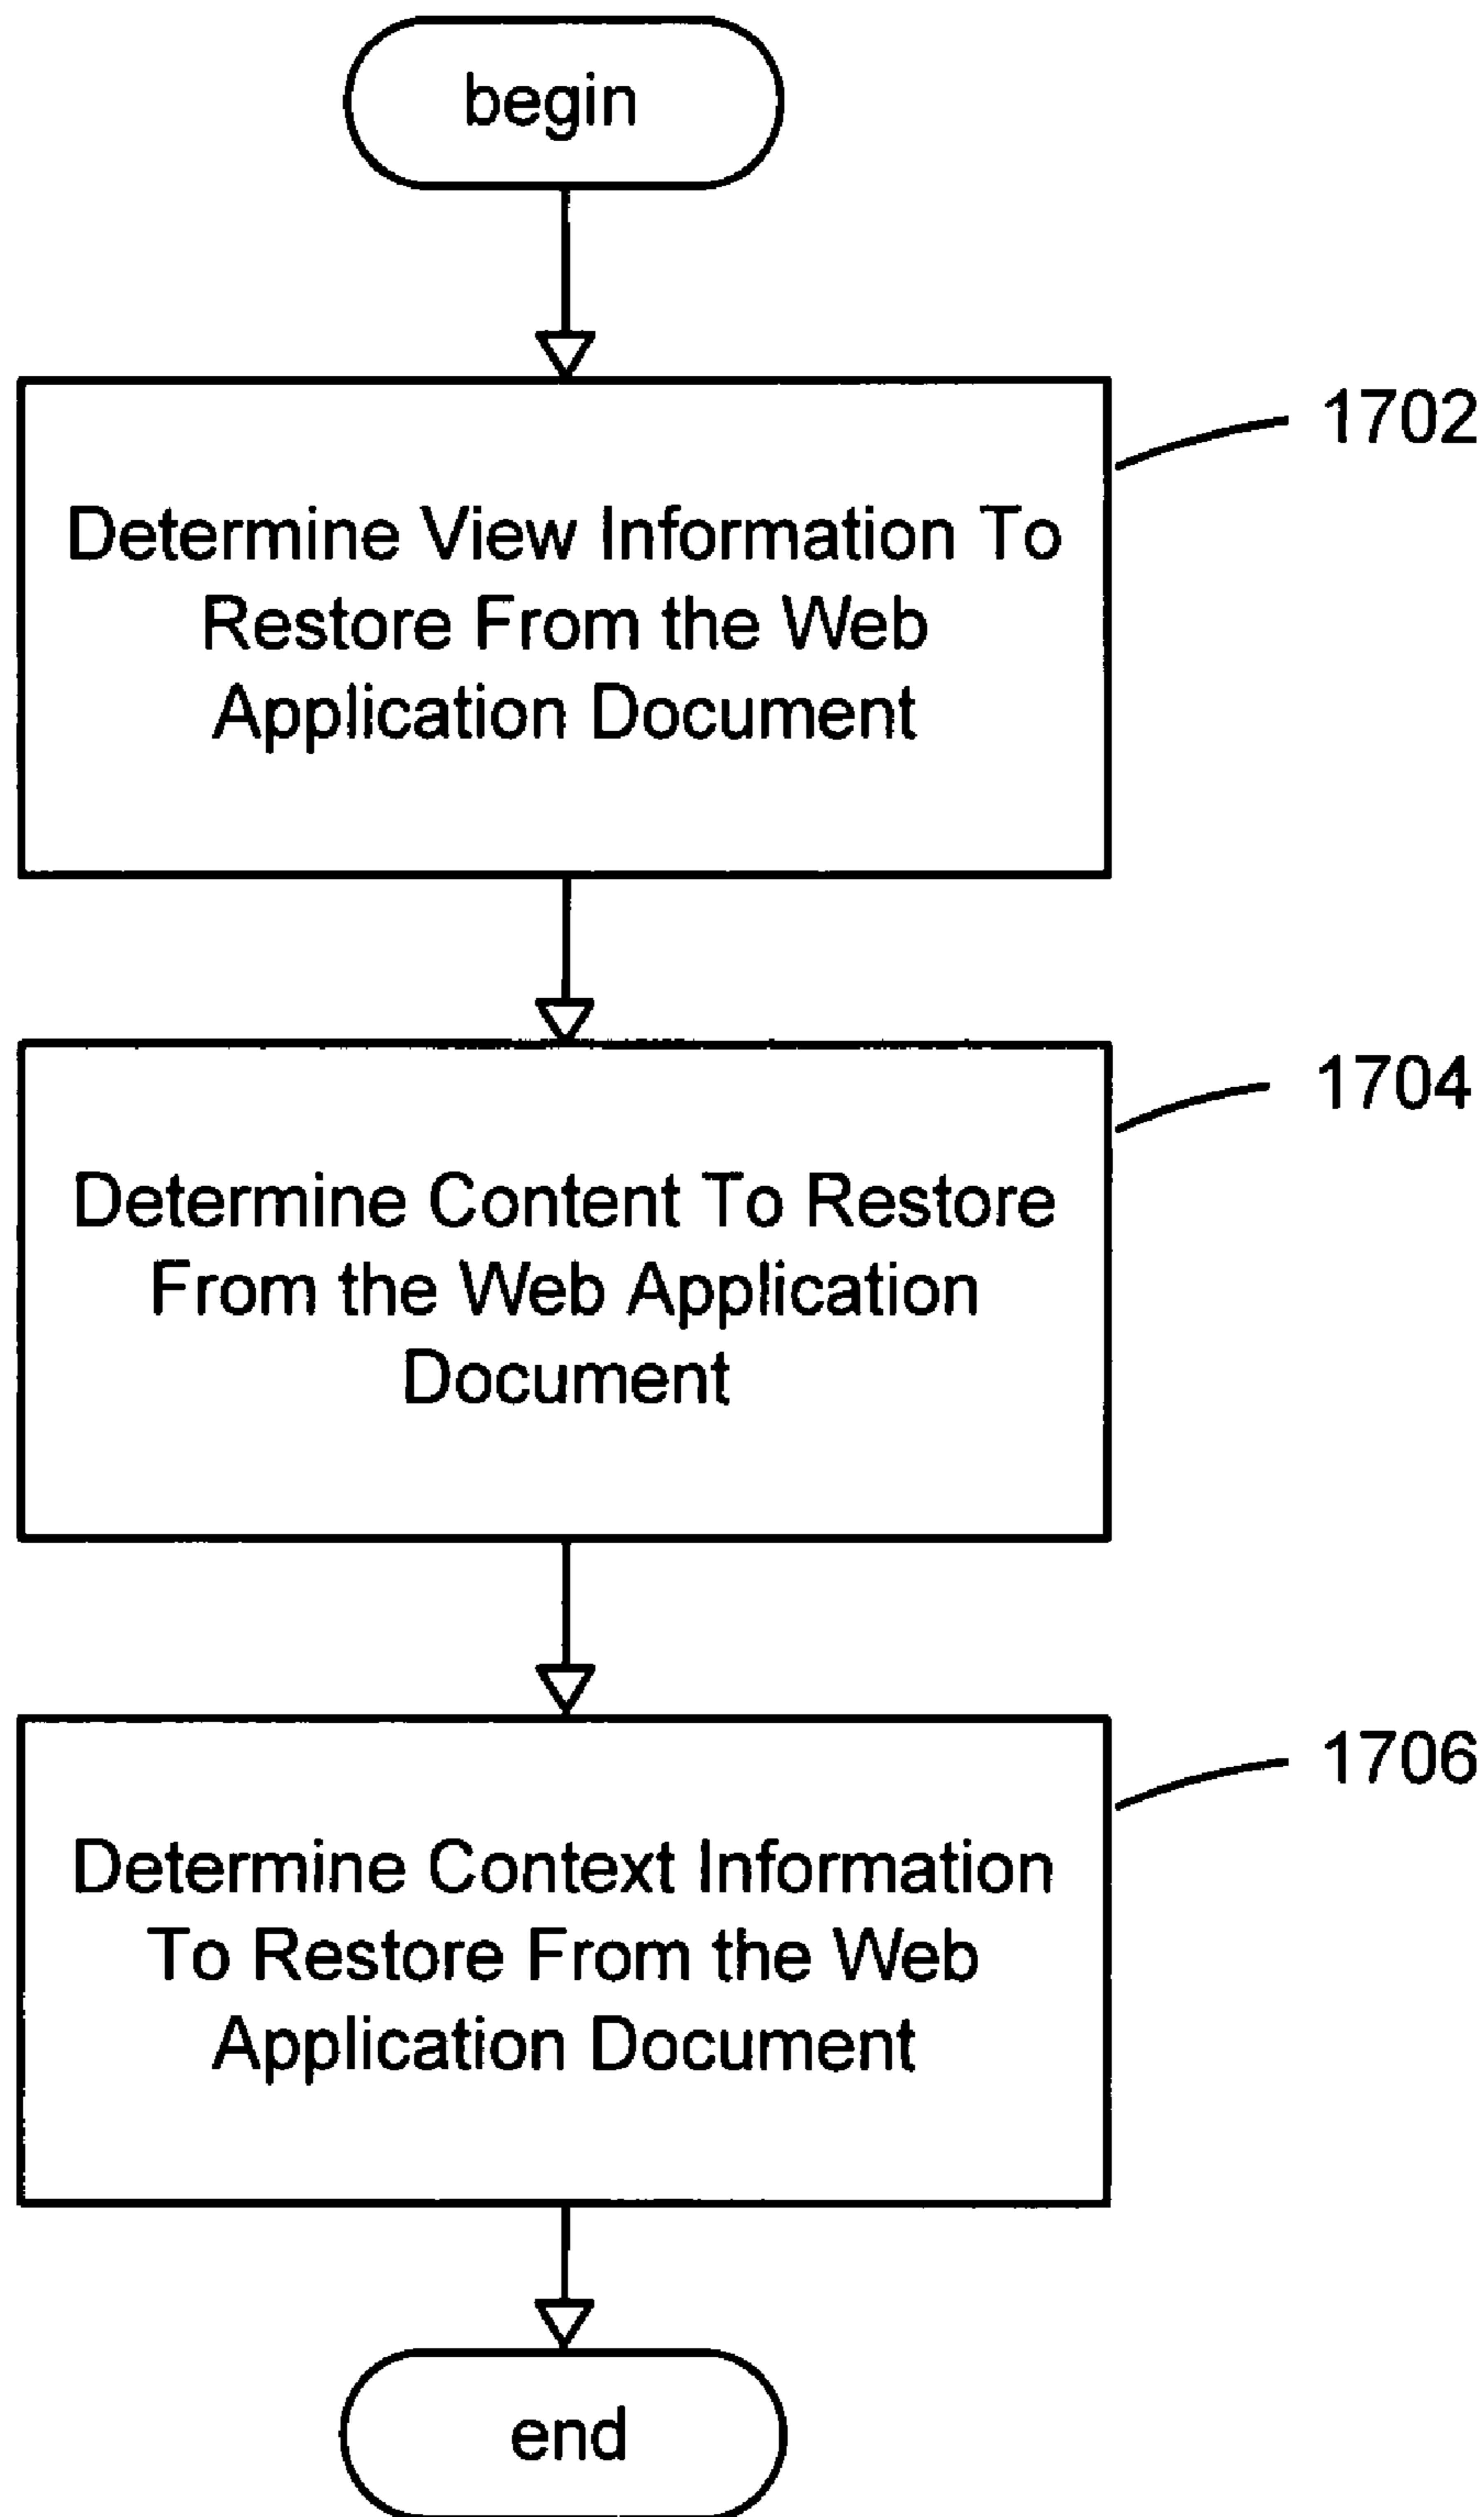 begin
1702
Determine View Information To
Restore From the Web
Application Document
1704
Determine Content To Restore
From the Web Application
Document
1706
Determine Context Information
To Restore From the Web
Application Document
end